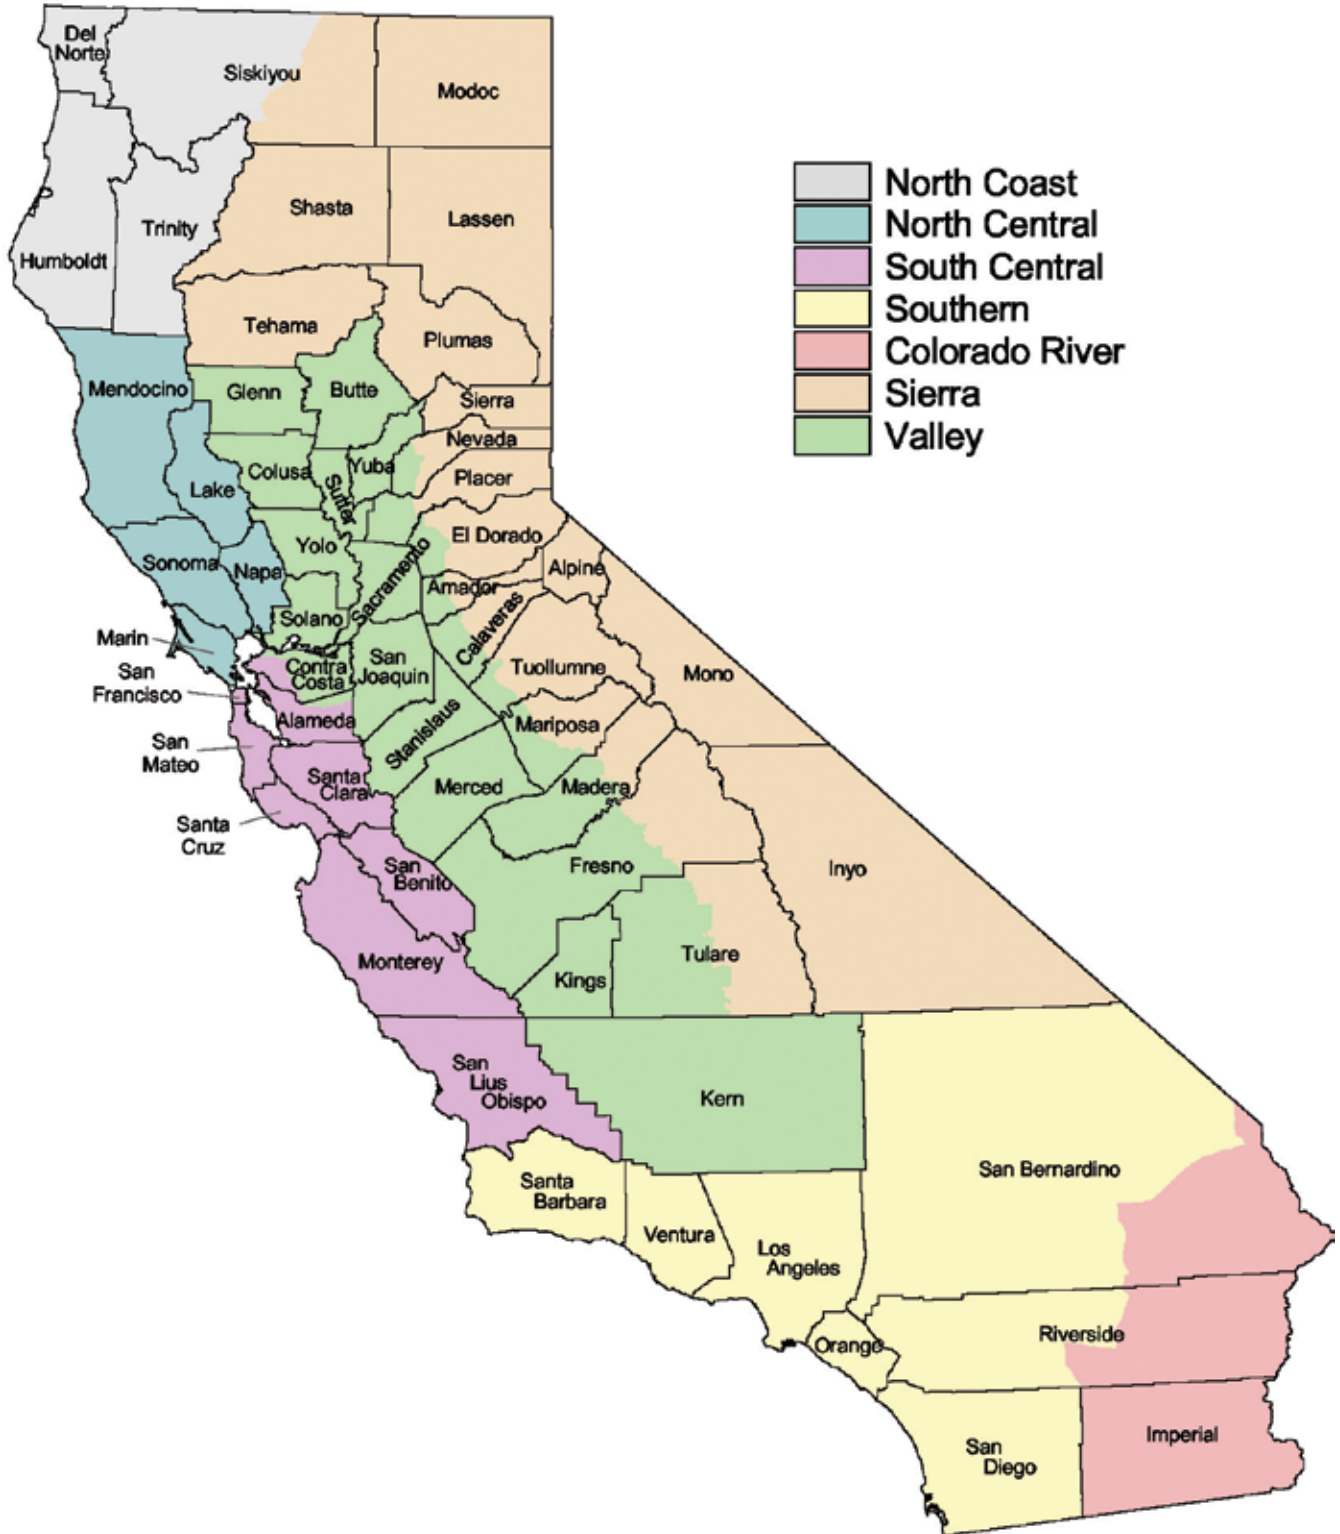 Del
Norte
Siskiyou
Modoc
Shasta
Lassen
Trinity
Humboldt
Tehama
Plumas
Mendocino
Glenn
Butte
Sierra
Nevada
Colusa
Sutter
Yuba
Placer
Lake
El Dorado
Yolo
Sonoma
Napa
Sacramento
Alpine
Amador
Solano
Calaveras
Marin
San
Francisco
Contra
Costa
San
Joaquin
Tuollumne
Mono
Alameda
Stanislaus
Mariposa
San
Mateo
Santa
Clara
Merced
Madera
Santa
Cruz
San
Benito
Fresno
Inyo
Monterey
Kings
Tulare
San
Lius
Obispo
Kern
San Bernardino
Santa
Barbara
Ventura
Los
Angeles
Orange
Riverside
San
Diego
Imperial
North Coast
North Central
South Central
Southern
Colorado River
Sierra
Valley